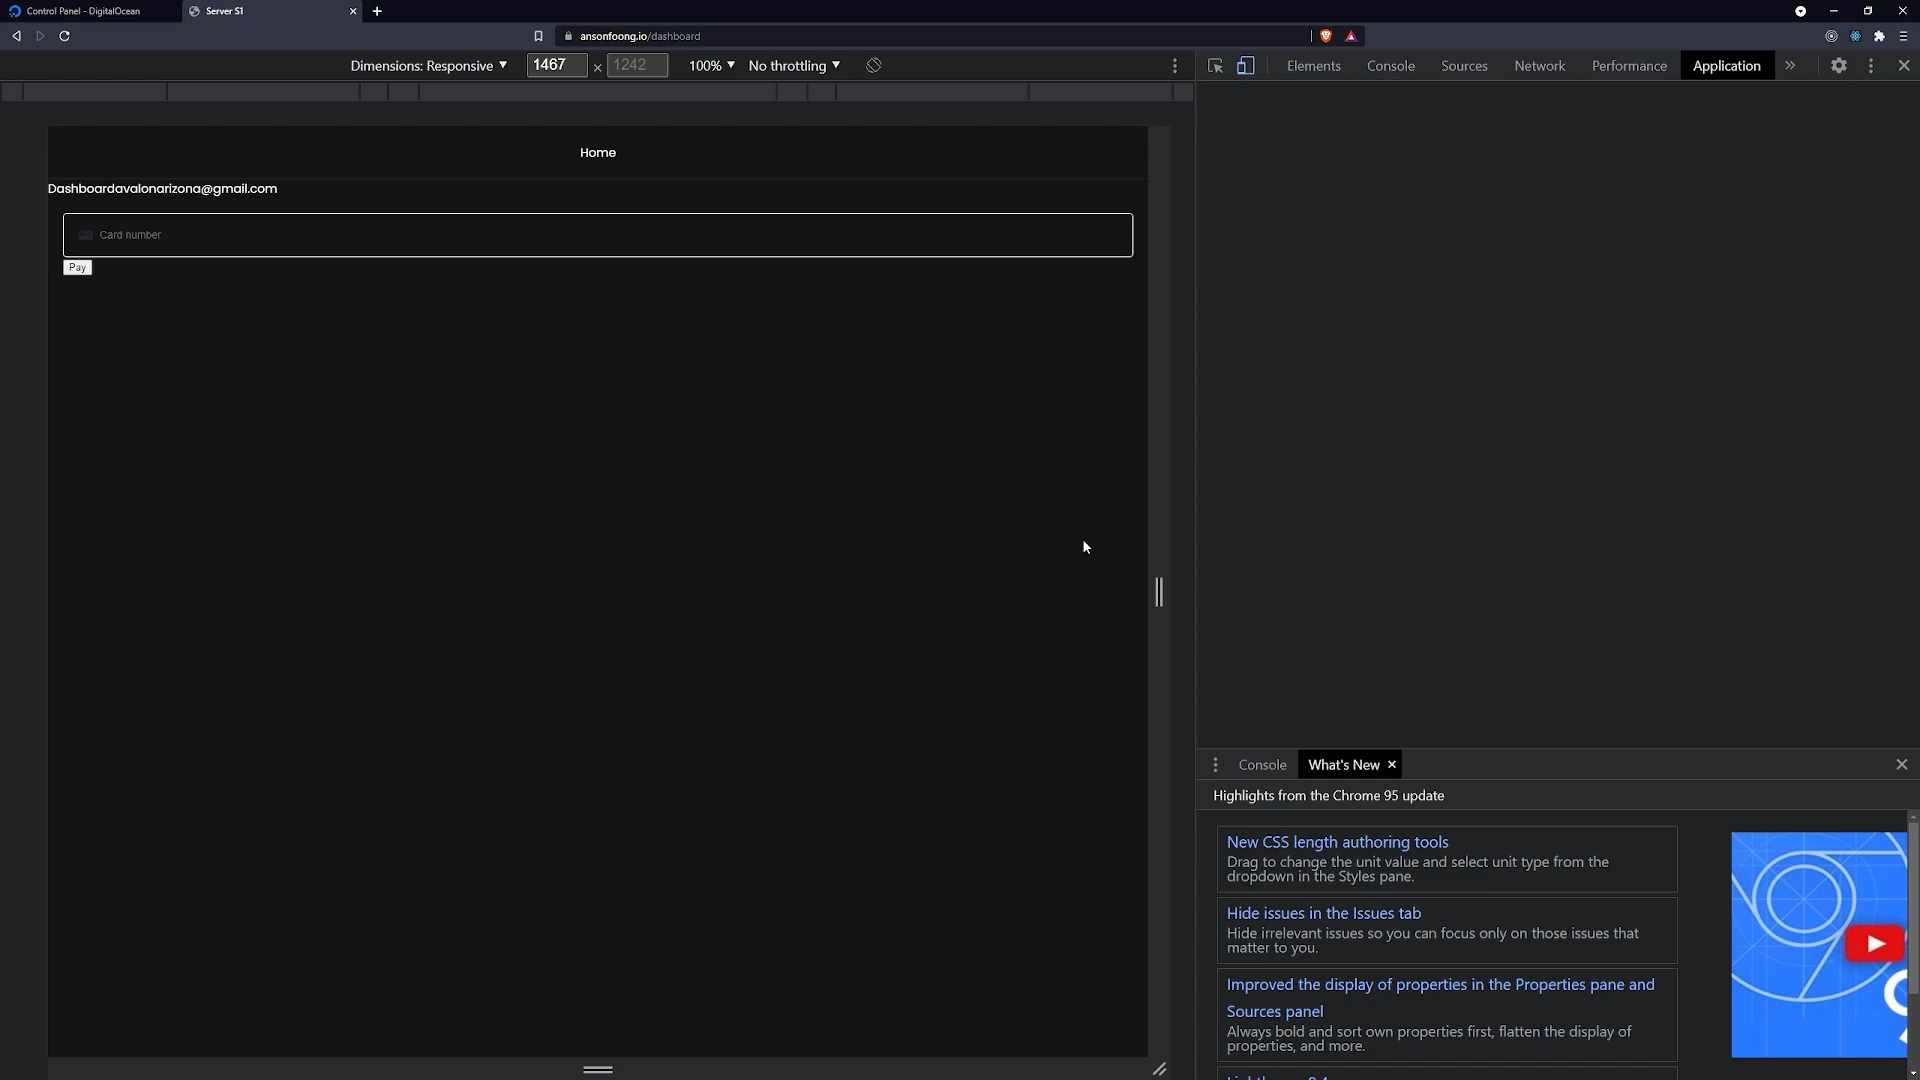 Control Panel - DigitalOcean
Server S1
ansonfoong.io/dashboard
Dimensions: Responsive
1467
×
1242
100%
No throttling
Elements
Console
Sources
Network
Performance
Application
Home
Dashboardavalonarizona@gmail.com
Card number
Pay
Console
What's New
Highlights from the Chrome 95 update
New CSS length authoring tools
Drag to change the unit value and select unit type from the
dropdown in the Styles pane.
Hide issues in the Issues tab
Hide irrelevant issues so you can focus only on those issues that
matter to you.
Improved the display of properties in the Properties pane and
Sources panel
Always bold and sort own properties first, flatten the display of
properties, and more.